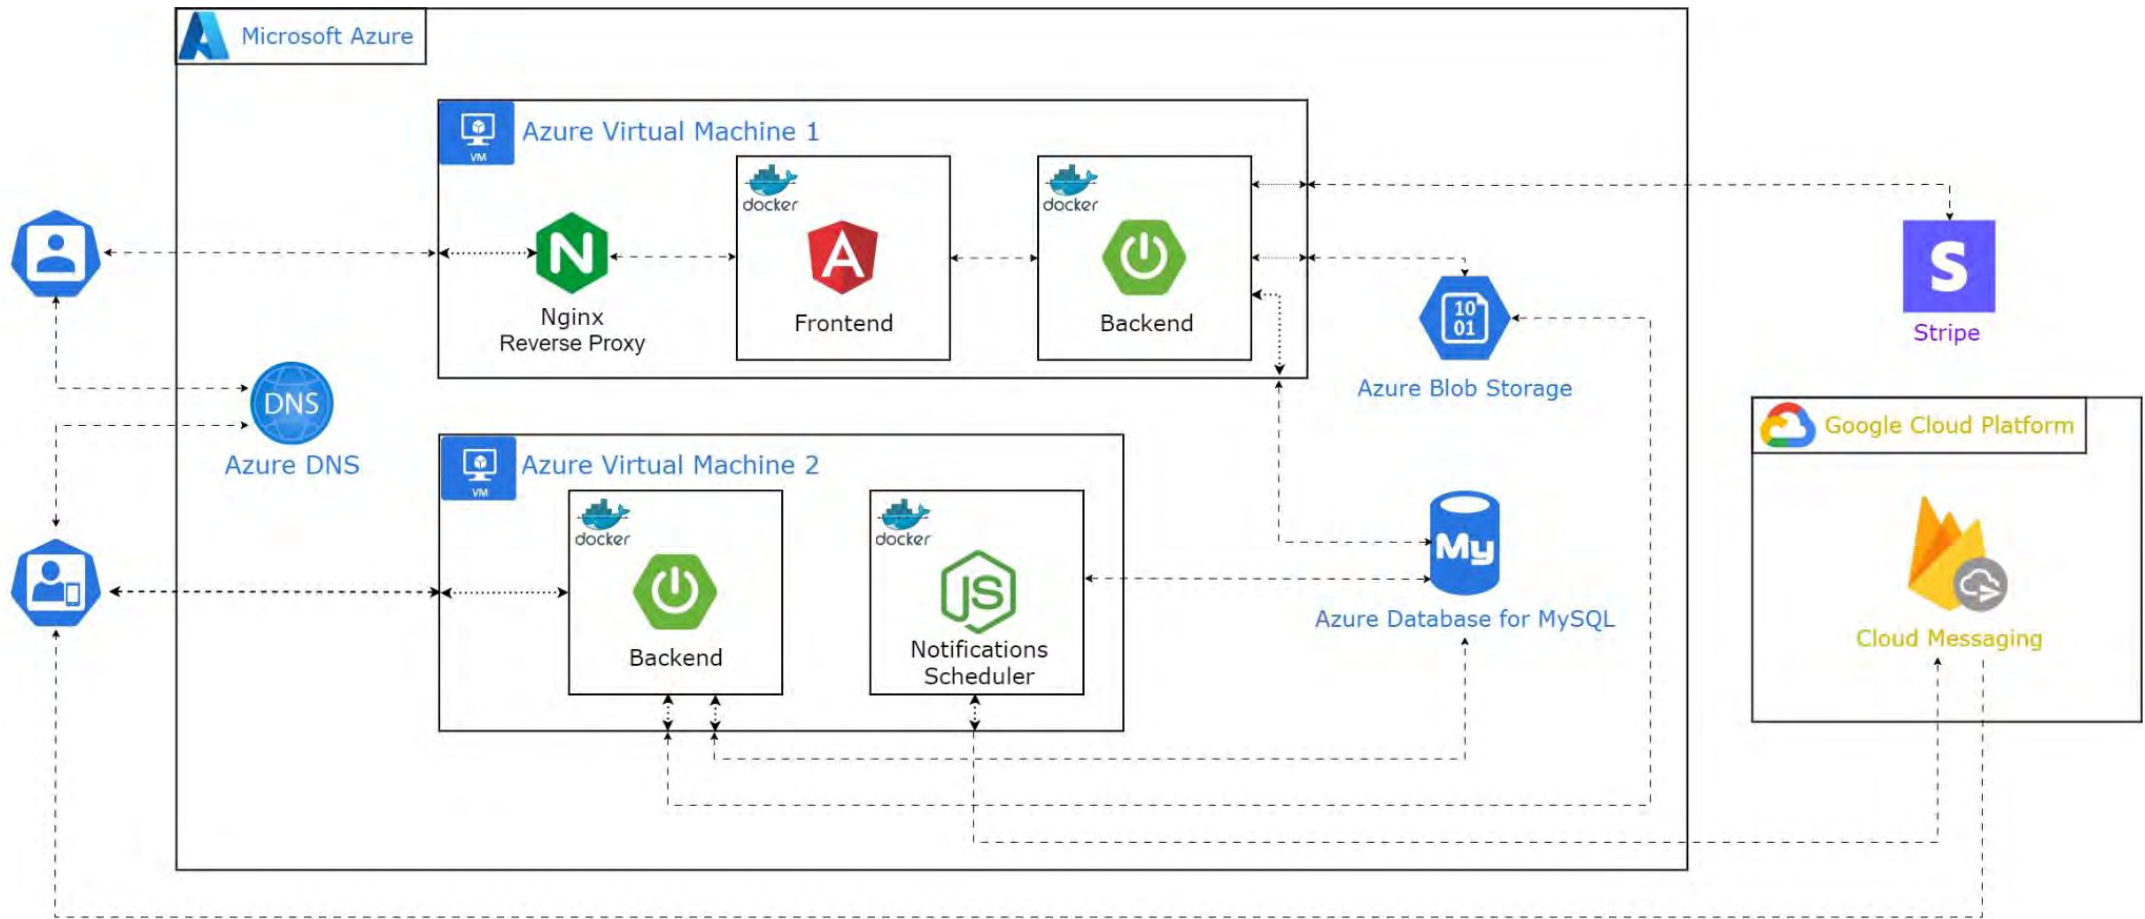 Microsoft Azure
VM
Azure Virtual Machine 1
docker
docker
N
A
Nginx
Reverse Proxy
Frontend
Backend
10
01
Azure Blob Storage
S
Stripe
DNS
Azure DNS
Google Cloud Platform
VM
Azure Virtual Machine 2
docker
docker
JS
Backend
Notifications
Scheduler
My
Azure Database for MySQL
Cloud Messaging